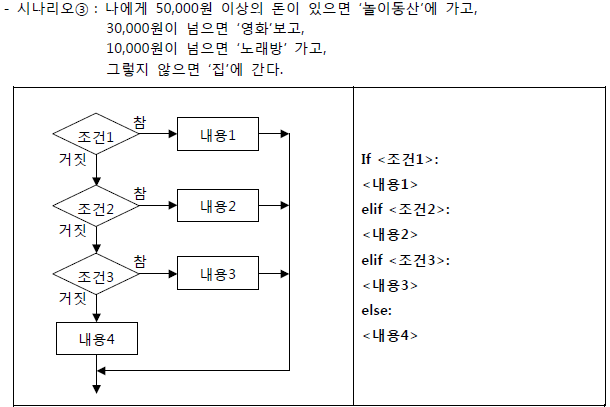 - 시나리오③ : 나에게 50,000원 이상의 돈이 있으면 '놀이동산'에 가고,
30,000원이 넘으면 '영화'보고,
10,000원이 넘으면 '노래방' 가고,
그렇지 않으면 '집'에 간다.
조건1
참
내용1
거짓
조건2
참
내용2
거짓
조건3
참
내용3
거짓
내용4
If <조건1>:
<내용1>
elif <조건2>:
<내용2>
elif <조건3>:
<내용3>
else:
<내용4>